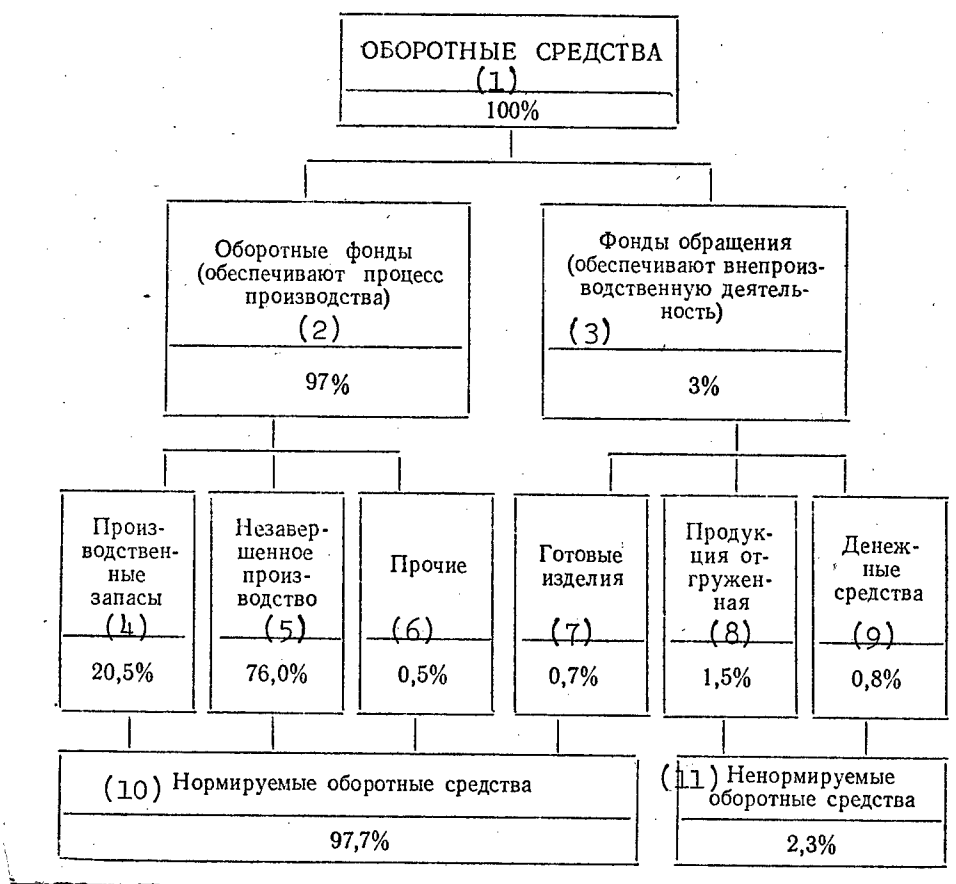 ОБОРОТНЫЕ СРЕДСТВА
(1)
100%
Оборотные фонды
(обеспечивают процесс
производства)
(2)
97%
Фонды обращения
(обеспечивают внепроиз-
водственную деятель-
ность)
(3)
3%
Произ-
водствен-
ные
запасы
(4)
20,5%
Незавер-
шенное
произ-
водство
(5)
76,0%
Прочие
(6)
0,5%
Готовые
изделия
(7)
0,7%
Продук-
ция от-
гружен-
ная
(8)
1,5%
Денеж-
ные
средства
(9)
0,8%
(10) Нормируемые оборотные средства
97,7%
(11) Ненормируемые
оборотные средства
2,3%